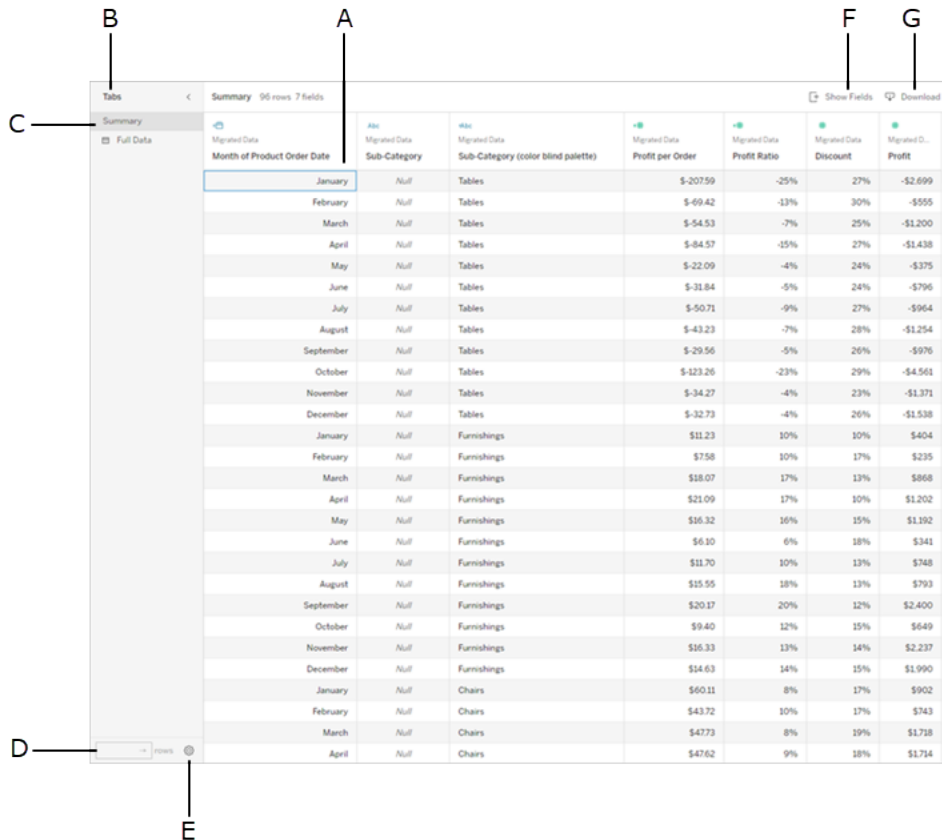 B A F G
Tabs < Summary 96 rows 7 fields Show Fields Download
C Summary
Full Data
Abc =Abc
Migrated Data Migrated Data Migrated Data Migrated Data Migrated Data Migrated Data Migrated D...
Month of Product Order Date Sub-Category Sub-Category (color blind palette) Profit per Order Profit Ratio Discount Profit
January Null Tables $-207.59 -25% 27% -$2,699
February Null Tables $-69.42 -13% 30% -$555
March Null Tables $-54.53 -7% 25% -$1,200
April Null Tables $-84.57 -15% 27% -$1,438
May Null Tables $-22.09 -4% 24% -$375
June Null Tables $-31.84 -5% 24% -$796
July Null Tables $-50.71 -9% 27% -$964
August Null Tables $-43.23 -7% 28% -$1,254
September Null Tables $-29.56 -5% 26% -$976
October Null Tables $-123.26 -23% 29% -$4,561
November Null Tables $-34.27 -4% 23% -$1,371
December Null Tables $-32.73 -4% 26% -$1,538
January Null Furnishings $11.23 10% 10% $404
February Null Furnishings $7.58 10% 17% $235
March Null Furnishings $18.07 17% 13% $868
April Null Furnishings $21.09 17% 10% $1,202
May Null Furnishings $16.32 16% 15% $1,192
June Null Furnishings $6.10 6% 18% $341
July Null Furnishings $11.70 10% 13% $748
August Null Furnishings $15.55 18% 13% $793
September Null Furnishings $20.17 20% 12% $2,400
October Null Furnishings $9.40 12% 15% $649
November Null Furnishings $16.33 13% 14% $2,237
December Null Furnishings $14.63 14% 15% $1,990
January Null Chairs $60.11 8% 17% $902
February Null Chairs $43.72 10% 17% $743
March Null Chairs $47.73 8% 19% $1,718
D → rows April Null Chairs $47.62 9% 18% $1,714
E